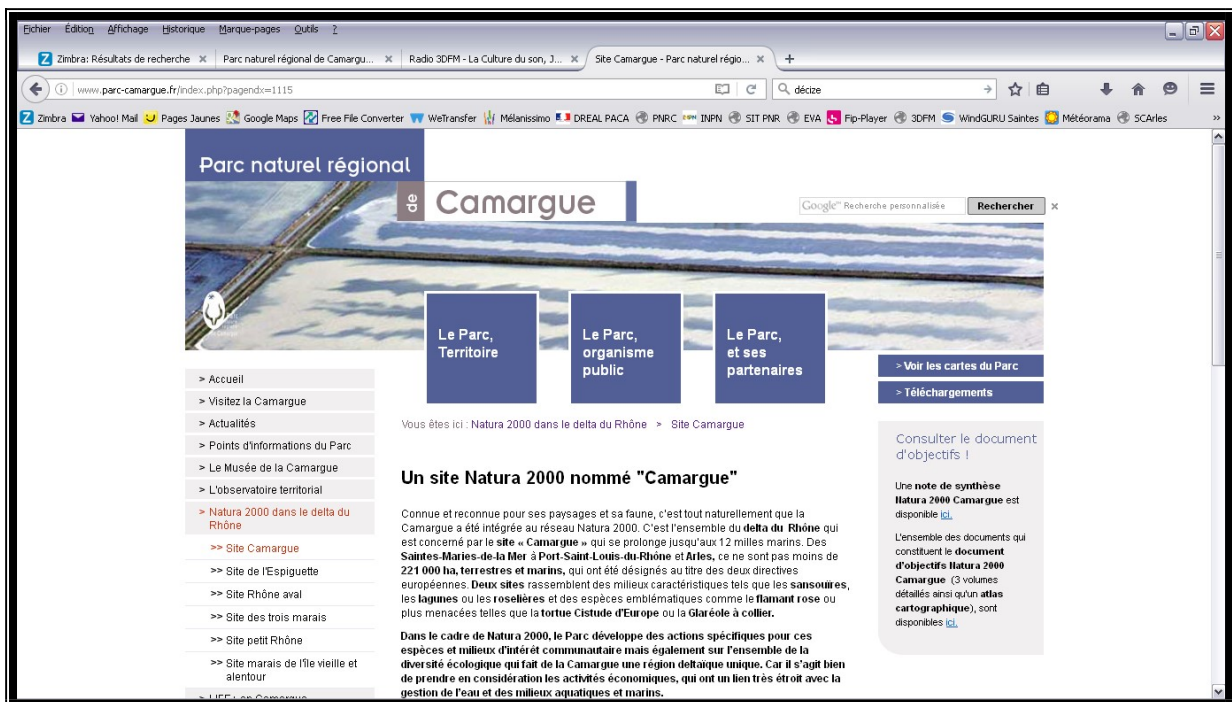 Fichier Édition Affichage Historique Marque-pages Outils ?
Zimbra: Résultats de recherche
Parc naturel régional de Camargu...
Radio 3DFM - La Culture du son, J...
Site Camargue - Parc naturel régio...
www.parc-camargue.fr/index.php?pagendx=1115
décize
Zimbra Yahoo! Mail Pages Jaunes Google Maps Free File Converter WeTransfer Mélanissimo DREAL PACA PNRC INPN SIT PNR EVA Fip-Player 3DFM WindGURU Saintes Météorama SCArles »
Parc naturel régional
de Camargue
Google™ Recherche personnalisée Rechercher x
Le Parc,
Territoire
Le Parc,
organisme
public
Le Parc,
et ses
partenaires
> Voir les cartes du Parc
> Téléchargements
> Accueil
> Visitez la Camargue
> Actualités
> Points d'informations du Parc
> Le Musée de la Camargue
> L'observatoire territorial
> Natura 2000 dans le delta du
Rhône
>> Site Camargue
>> Site de l'Espiguette
>> Site Rhône aval
>> Site des trois marais
>> Site petit Rhône
>> Site marais de l'île vieille et
alentour
> LIFE+ en Camargue
Vous êtes ici : Natura 2000 dans le delta du Rhône > Site Camargue
Un site Natura 2000 nommé "Camargue"
Connue et reconnue pour ses paysages et sa faune, c'est tout naturellement que la
Camargue a été intégrée au réseau Natura 2000. C'est l'ensemble du delta du Rhône qui
est concerné par le site « Camargue » qui se prolonge jusqu'aux 12 milles marins. Des
Saintes-Maries-de-la Mer à Port-Saint-Louis-du-Rhône et Arles, ce ne sont pas moins de
221 000 ha, terrestres et marins, qui ont été désignés au titre des deux directives
européennes. Deux sites rassemblent des milieux caractéristiques tels que les sansouïres,
les lagunes ou les roselières et des espèces emblématiques comme le flamant rose ou
plus menacées telles que la tortue Cistude d'Europe ou la Glaréole à collier.
Dans le cadre de Natura 2000, le Parc développe des actions spécifiques pour ces
espèces et milieux d'intérêt communautaire mais également sur l'ensemble de la
diversité écologique qui fait de la Camargue une région deltaïque unique. Car il s'agit bien
de prendre en considération les activités économiques, qui ont un lien très étroit avec la
gestion de l'eau et des milieux aquatiques et marins.
Consulter le document
d'objectifs !
Une note de synthèse
Natura 2000 Camargue est
disponible ici.
L'ensemble des documents qui
constituent le document
d'objectifs Natura 2000
Camargue (3 volumes
détaillés ainsi qu'un atlas
cartographique), sont
disponibles ici.